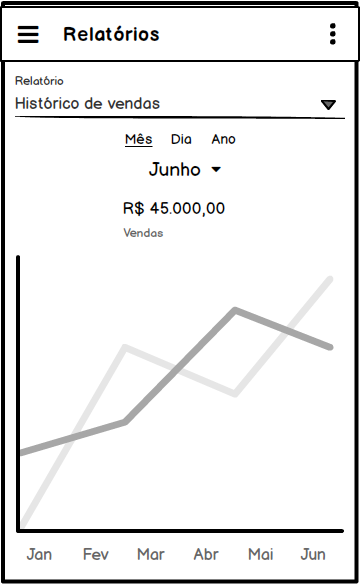 Relatórios
Relatório
Histórico de vendas
Mês Dia Ano
Junho
R$ 45.000,00
Vendas
Jan Fev Mar Abr Mai Jun